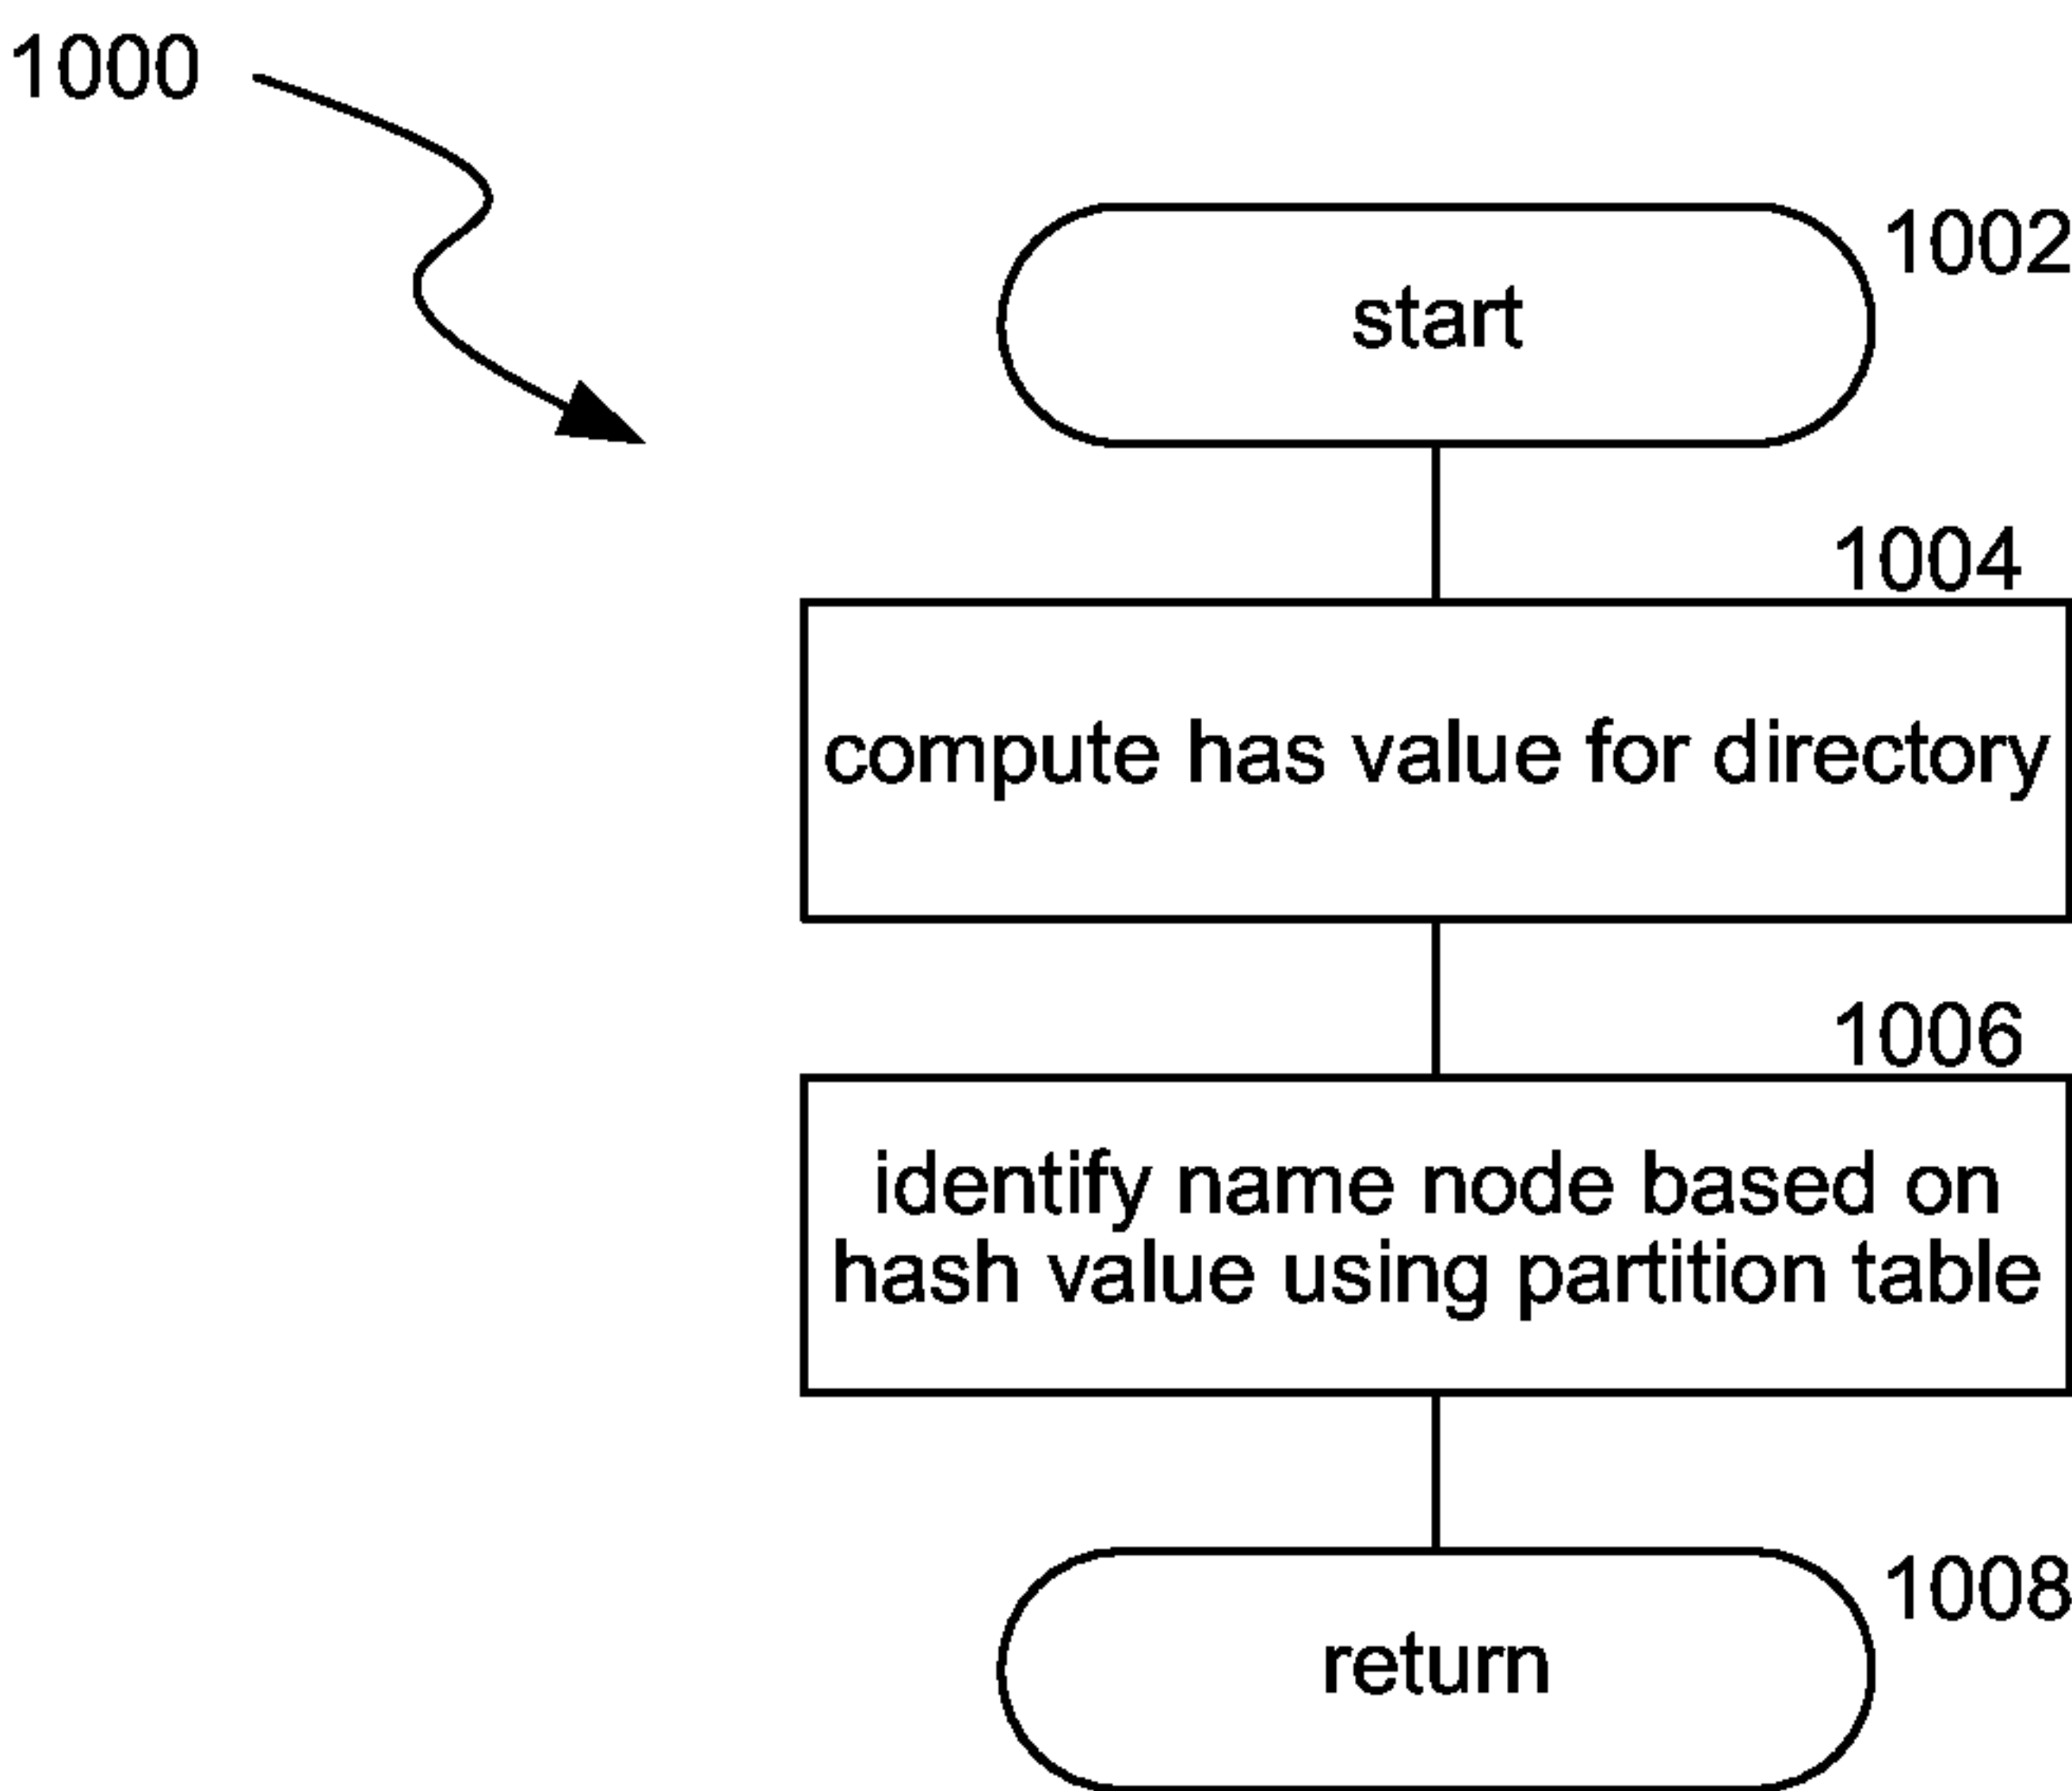 1000
1002
start
1004
compute has value for directory
1006
identify name node based on
hash value using partition table
1008
return